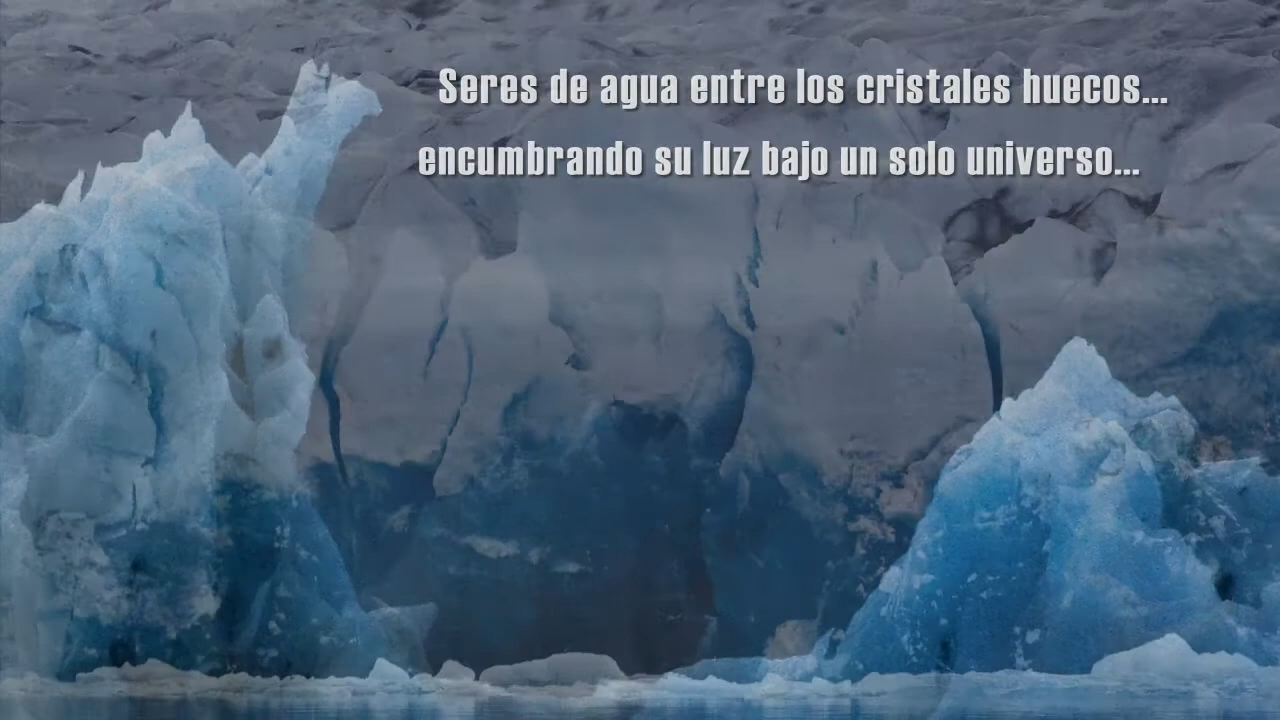 Seres de agua entre los cristales huecos...
encumbrando su luz bajo un solo universo...